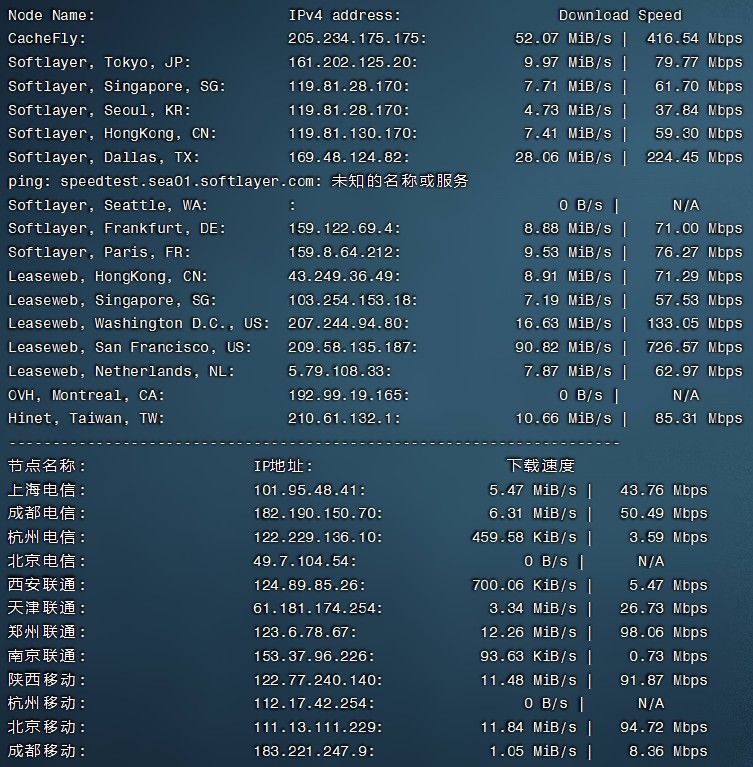 Node Name: IPv4 address: Download Speed
CacheFly: 205.234.175.175: 52.07 MiB/s | 416.54 Mbps
Softlayer, Tokyo, JP: 161.202.125.20: 9.97 MiB/s | 79.77 Mbps
Softlayer, Singapore, SG: 119.81.28.170: 7.71 MiB/s | 61.70 Mbps
Softlayer, Seoul, KR: 119.81.28.170: 4.73 MiB/s | 37.84 Mbps
Softlayer, HongKong, CN: 119.81.130.170: 7.41 MiB/s | 59.30 Mbps
Softlayer, Dallas, TX: 169.48.124.82: 28.06 MiB/s | 224.45 Mbps
ping: speedtest.sea01.softlayer.com: 未知的名称或服务
Softlayer, Seattle, WA: : 0 B/s | N/A
Softlayer, Frankfurt, DE: 159.122.69.4: 8.88 MiB/s | 71.00 Mbps
Softlayer, Paris, FR: 159.8.64.212: 9.53 MiB/s | 76.27 Mbps
Leaseweb, HongKong, CN: 43.249.36.49: 8.91 MiB/s | 71.29 Mbps
Leaseweb, Singapore, SG: 103.254.153.18: 7.19 MiB/s | 57.53 Mbps
Leaseweb, Washington D.C., US: 207.244.94.80: 16.63 MiB/s | 133.05 Mbps
Leaseweb, San Francisco, US: 209.58.135.187: 90.82 MiB/s | 726.57 Mbps
Leaseweb, Netherlands, NL: 5.79.108.33: 7.87 MiB/s | 62.97 Mbps
OVH, Montreal, CA: 192.99.19.165: 0 B/s | N/A
Hinet, Taiwan, TW: 210.61.132.1: 10.66 MiB/s | 85.31 Mbps
----------------------------------------------------------------------
节点名称: IP地址: 下载速度
上海电信: 101.95.48.41: 5.47 MiB/s | 43.76 Mbps
成都电信: 182.190.150.70: 6.31 MiB/s | 50.49 Mbps
杭州电信: 122.229.136.10: 459.58 KiB/s | 3.59 Mbps
北京电信: 49.7.104.54: 0 B/s | N/A
西安联通: 124.89.85.26: 700.06 KiB/s | 5.47 Mbps
天津联通: 61.181.174.254: 3.34 MiB/s | 26.73 Mbps
郑州联通: 123.6.78.67: 12.26 MiB/s | 98.06 Mbps
南京联通: 153.37.96.226: 93.63 KiB/s | 0.73 Mbps
陕西移动: 122.77.240.140: 11.48 MiB/s | 91.87 Mbps
杭州移动: 112.17.42.254: 0 B/s | N/A
北京移动: 111.13.111.229: 11.84 MiB/s | 94.72 Mbps
成都移动: 183.221.247.9: 1.05 MiB/s | 8.36 Mbps